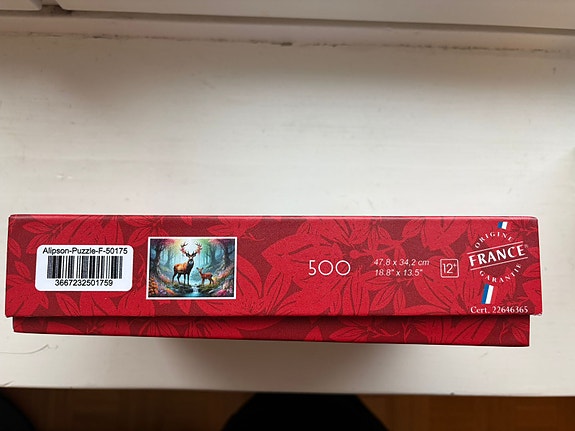 Alipson-Puzzle-F-50175
3667232501759
500
47.8 x 34,2 cm
18.8" x 13.5"
12+
ORIGINE
FRANCE
GARANTIE
Cert. 22646365